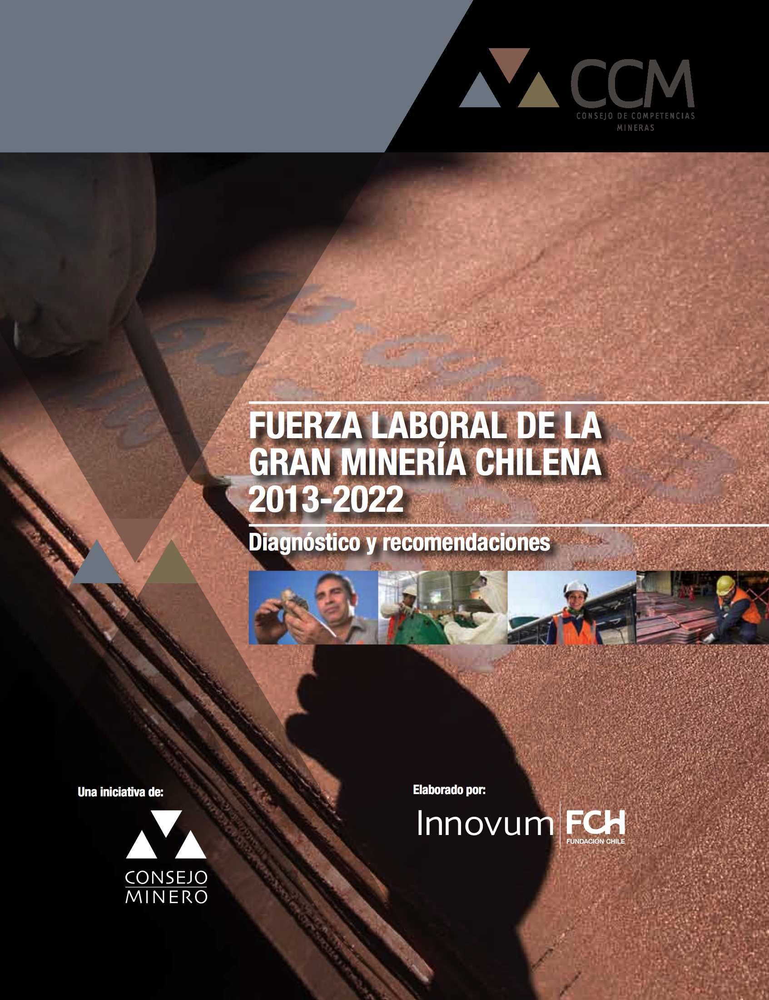 CCM
CONSEJO DE COMPETENCIAS
MINERAS
FUERZA LABORAL DE LA
GRAN MINERÍA CHILENA
2013-2022
Diagnóstico y recomendaciones
Una iniciativa de:
CONSEJO
MINERO
Elaborado por:
Innovum
FCH
FUNDACIÓN CHILE